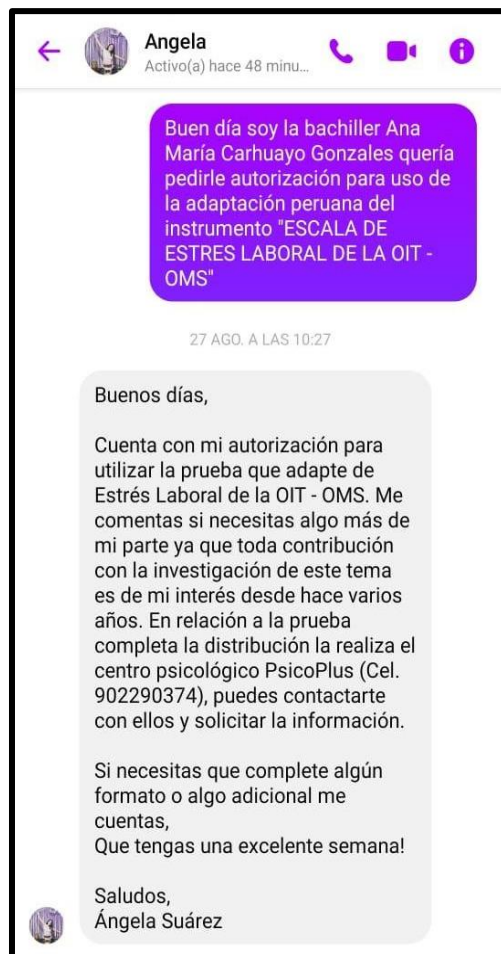 Angela
Activo(a) hace 48 minu...
Buen día soy la bachiller Ana
María Carhuayo Gonzales quería
pedirle autorización para uso de
la adaptación peruana del
instrumento "ESCALA DE
ESTRES LABORAL DE LA OIT -
OMS"
27 AGO. A LAS 10:27
Buenos días,
Cuenta con mi autorización para
utilizar la prueba que adapte de
Estrés Laboral de la OIT - OMS. Me
comentas si necesitas algo más de
mi parte ya que toda contribución
con la investigación de este tema
es de mi interés desde hace varios
años. En relación a la prueba
completa la distribución la realiza el
centro psicológico PsicoPlus (Cel.
902290374), puedes contactarte
con ellos y solicitar la información.
Si necesitas que complete algún
formato o algo adicional me
cuentas,
Que tengas una excelente semana!
Saludos,
Ángela Suárez